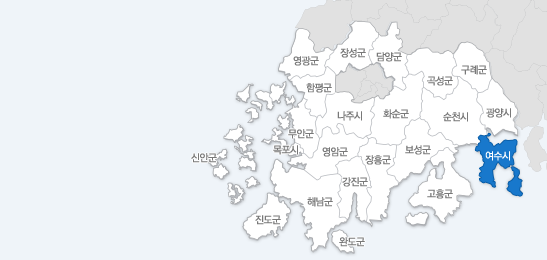 장성군
담양군
영광군
구례군
곡성군
함평군
나주시
화순군
순천시
광양시
무안군
목포시
신안군
영암군
장흥군
보성군
여수시
강진군
고흥군
해남군
진도군
완도군